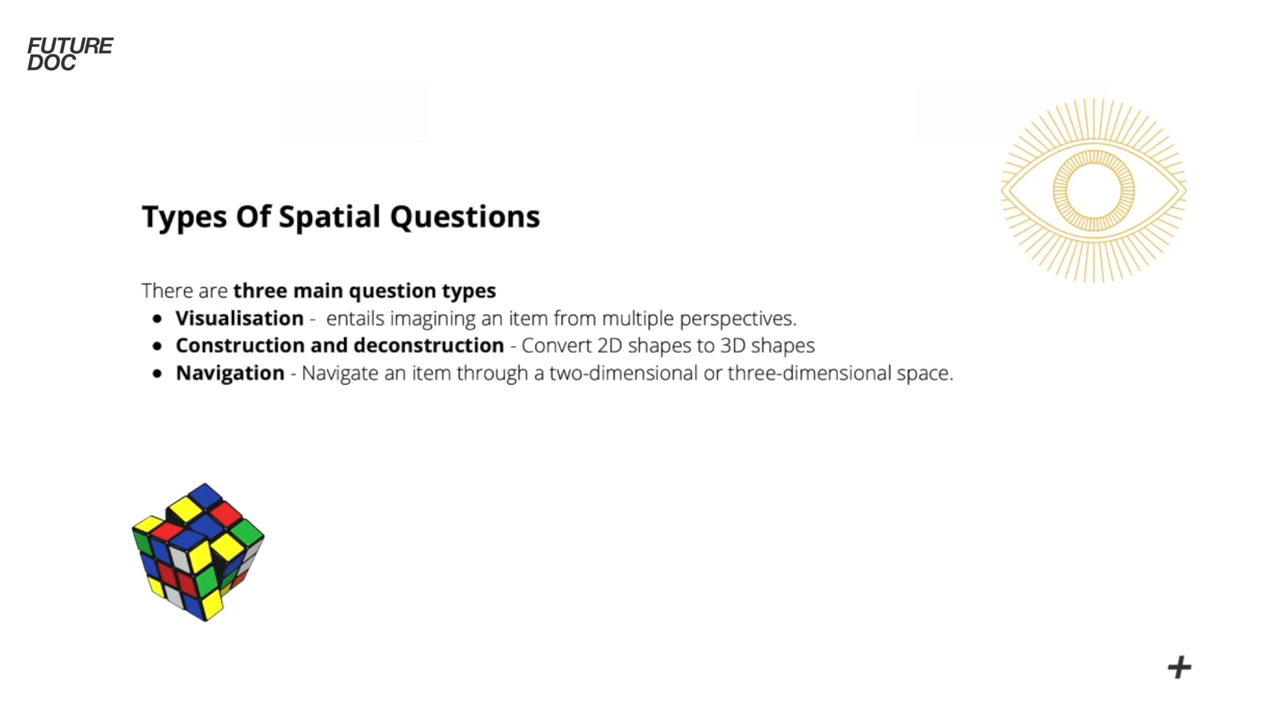 FUTURE
DOC
Types Of Spatial Questions
There are three main question types
• Visualisation - entails imagining an item from multiple perspectives.
• Construction and deconstruction - Convert 2D shapes to 3D shapes
• Navigation - Navigate an item through a two-dimensional or three-dimensional space.
+